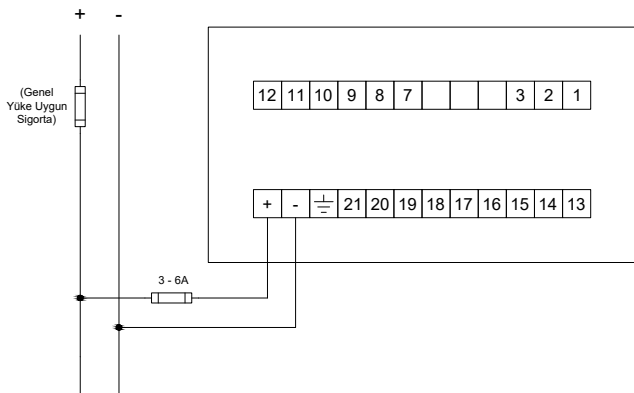 + -
(Genel
Yüke Uygun
Sigorta)
12 11 10 9 8 7 3 2 1
+ - 21 20 19 18 17 16 15 14 13
3 - 6A